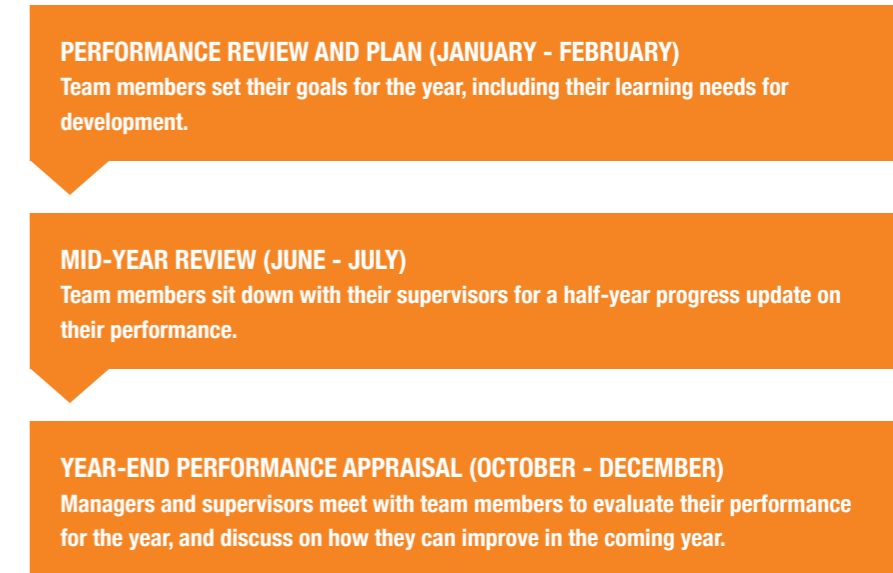 PERFORMANCE REVIEW AND PLAN (JANUARY - FEBRUARY)
Team members set their goals for the year, including their learning needs for
development.
MID-YEAR REVIEW (JUNE - JULY)
Team members sit down with their supervisors for a half-year progress update on
their performance.
YEAR-END PERFORMANCE APPRAISAL (OCTOBER - DECEMBER)
Managers and supervisors meet with team members to evaluate their performance
for the year, and discuss on how they can improve in the coming year.